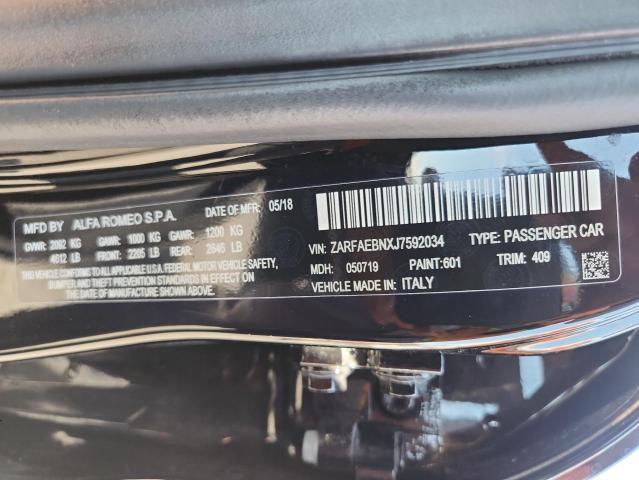 MFD BY ALFA ROMEO S.P.A. DATE OF MFR: 05/18
GVWR: 2092 KG GAWR: 1000 KG GAWR: 1200 KG
4612 LB FRONT: 2205 LB REAR: 2646 LB
THIS VEHICLE CONFORMS TO ALL APPLICABLE U.S.A. FEDERAL MOTOR VEHICLE SAFETY,
BUMPER AND THEFT PREVENTION STANDARDS IN EFFECT ON THE
DATE OF MANUFACTURE SHOWN ABOVE.
VIN: ZARFAEBNXJ7592034 TYPE: PASSENGER CAR
MDH: 050719 PAINT:601 TRIM: 409
VEHICLE MADE IN: ITALY